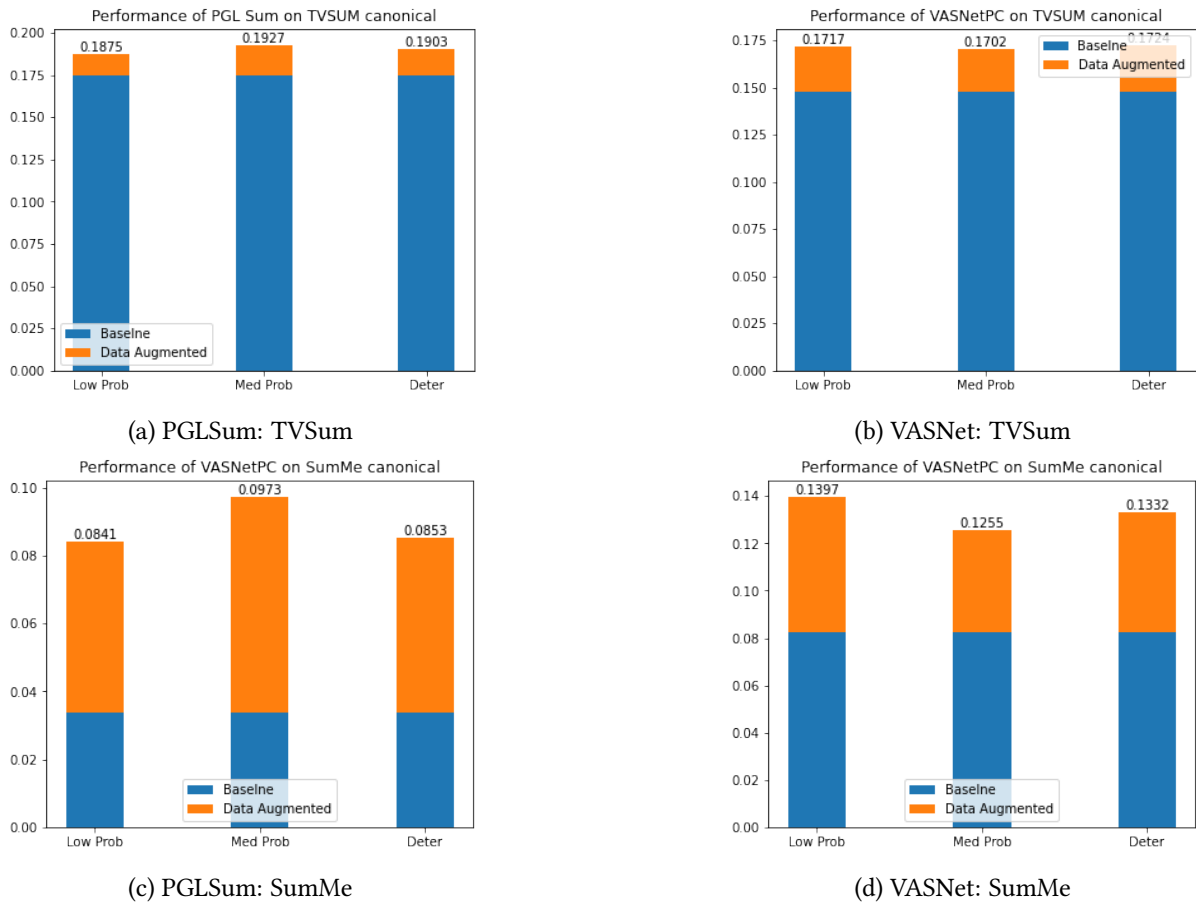 Performance of PGL Sum on TVSUM canonical
0.200
0.175
0.150
0.125
0.100
0.075
0.050
0.025
0.000
0.1875
0.1927
0.1903
Baselne
Data Augmented
Low Prob
Med Prob
Deter
(a) PGLSum: TVSum
Performance of VASNetPC on TVSUM canonical
0.175
0.150
0.125
0.100
0.075
0.050
0.025
0.000
0.1717
0.1702
0.1724
Baselne
Data Augmented
Low Prob
Med Prob
Deter
(b) VASNet: TVSum
Performance of VASNetPC on SumMe canonical
0.10
0.08
0.06
0.04
0.02
0.00
0.0841
0.0973
0.0853
Baselne
Data Augmented
Low Prob
Med Prob
Deter
(c) PGLSum: SumMe
Performance of VASNetPC on SumMe canonical
0.14
0.12
0.10
0.08
0.06
0.04
0.02
0.00
0.1397
0.1255
0.1332
Baselne
Data Augmented
Low Prob
Med Prob
Deter
(d) VASNet: SumMe